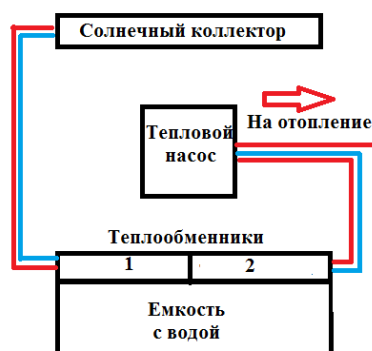 Солнечный коллектор
Тепловой
насос
На отопление
Теплообменники
1
2
Емкость
с водой